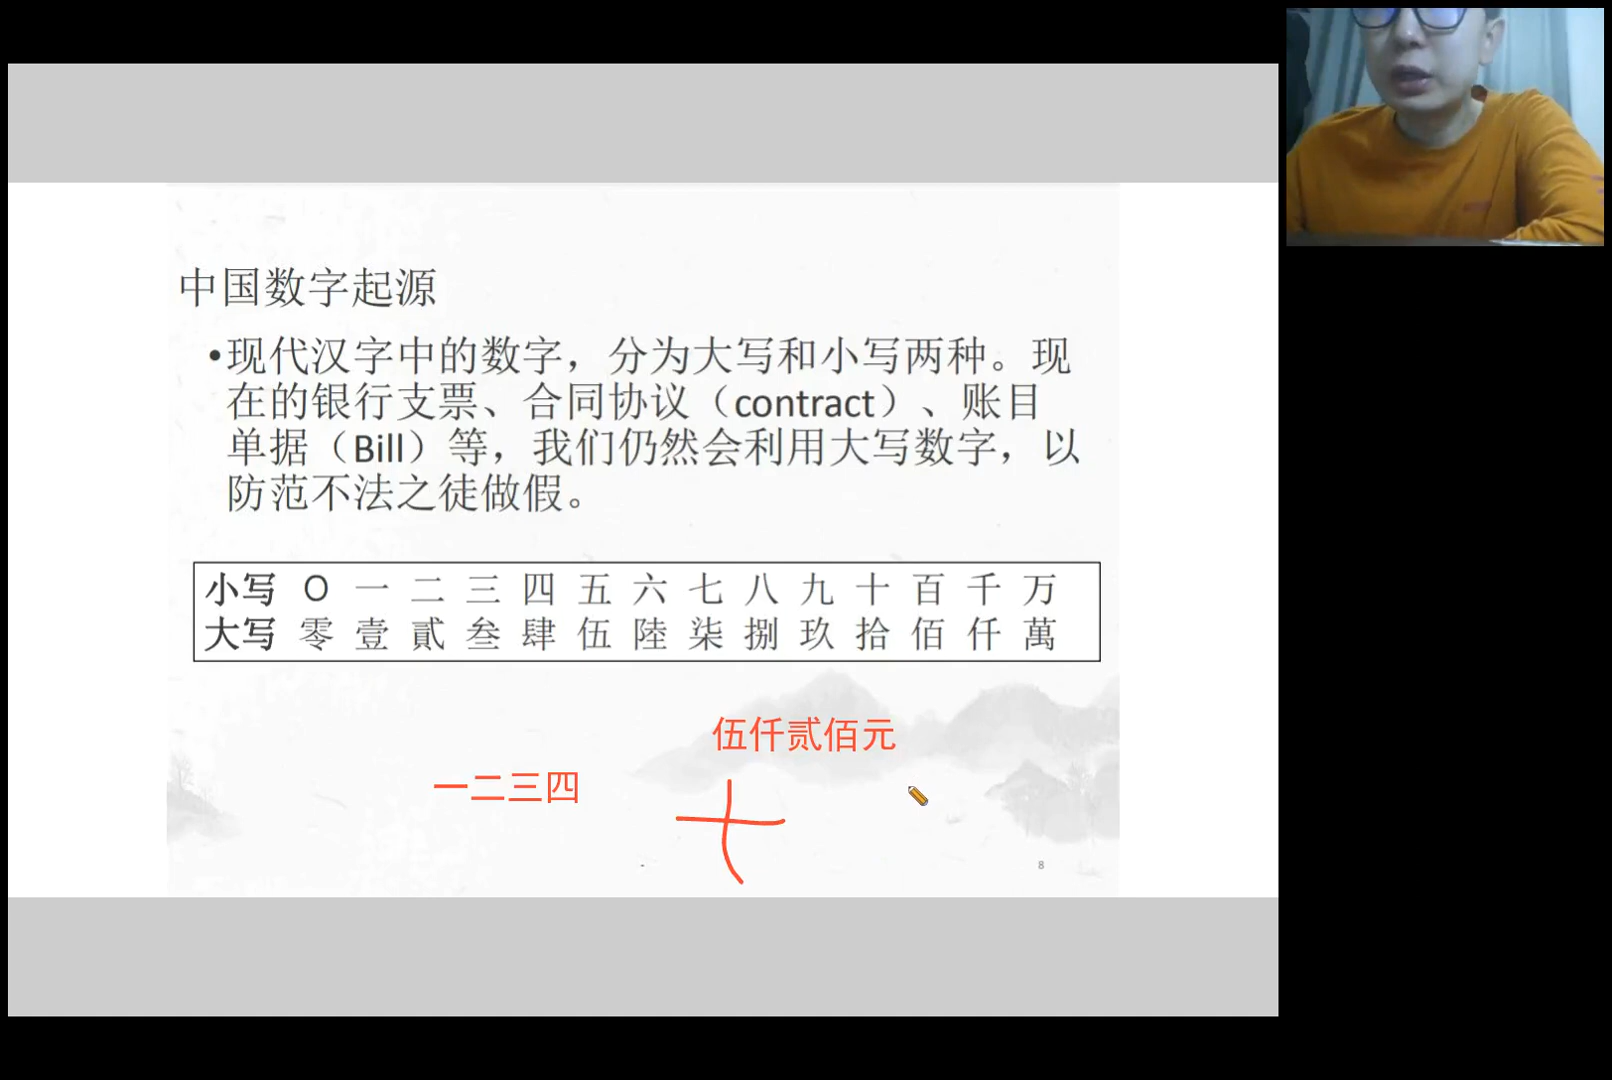 中国数字起源
•现代汉字中的数字，分为大写和小写两种。现
在的银行支票、合同协议（contract）、账目
单据（Bill）等，我们仍然会利用大写数字，以
防范不法之徒做假。
小写 O 一 二 三 四 五 六 七 八 九 十 百 千 万
大写 零 壹 貳 叁 肆 伍 陸 柒 捌 玖 拾 佰 仟 萬
伍仟贰佰元
一二三四
十
8